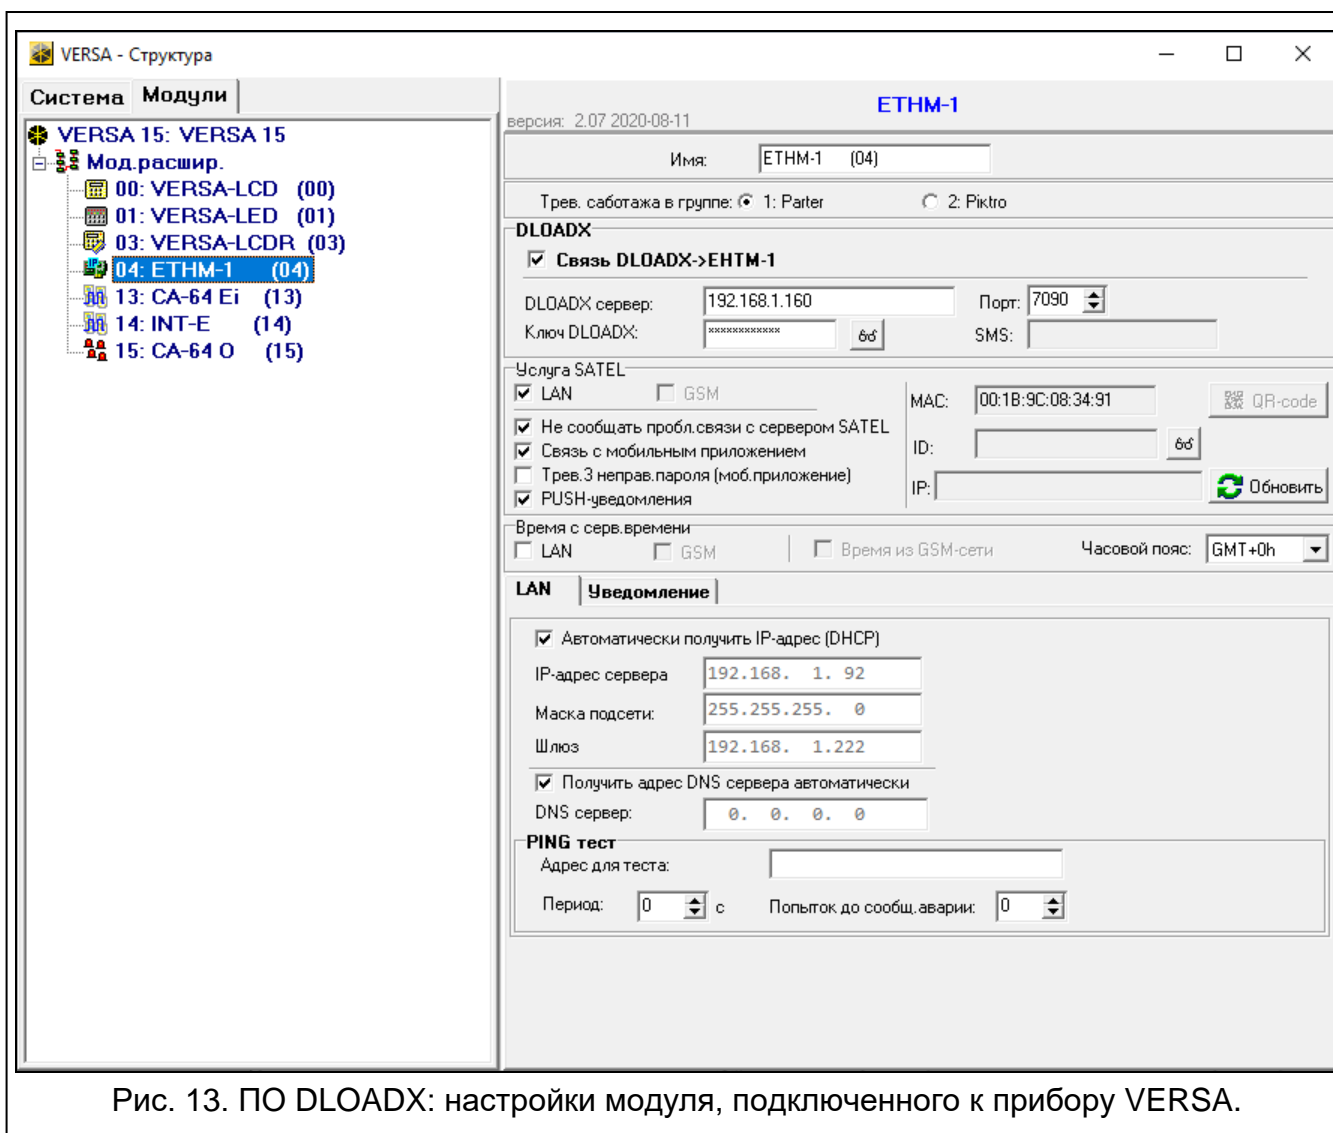 VERSA - Структура
Система Модули
VERSA 15: VERSA 15
Мод.расшир.
00: VERSA-LCD (00)
01: VERSA-LED (01)
03: VERSA-LCDR (03)
04: ETHM-1 (04)
13: CA-64 Ei (13)
14: INT-E (14)
15: CA-64 O (15)
ETHM-1
версия: 2.07 2020-08-11
Имя: ETHM-1 (04)
Трев. саботажа в группе: 1: Parter 2: Piktro
DLOADX
Связь DLOADX->EHTM-1
DLOADX сервер: 192.168.1.160 Порт: 7090
Ключ DLOADX: ************ SMS:
Услуга SATEL
LAN GSM
Не сообщать пробл.связи с сервером SATEL
Связь с мобильным приложением
Трев.3 неправ.пароля (моб.приложение)
PUSH-уведомления
MAC: 00:1B:9C:08:34:91 QR-code
ID:
IP: Обновить
Время с серв.времени
LAN GSM Время из GSM-сети Часовой пояс: GMT+0h
LAN Уведомление
Автоматически получить IP-адрес (DHCP)
IP-адрес сервера 192.168. 1. 92
Маска подсети: 255.255.255. 0
Шлюз 192.168. 1.222
Получить адрес DNS сервера автоматически
DNS сервер: 0. 0. 0. 0
PING тест
Адрес для теста:
Период: 0 с Попыток до сообщ.аварии: 0
Рис. 13. ПО DLOADX: настройки модуля, подключенного к прибору VERSA.